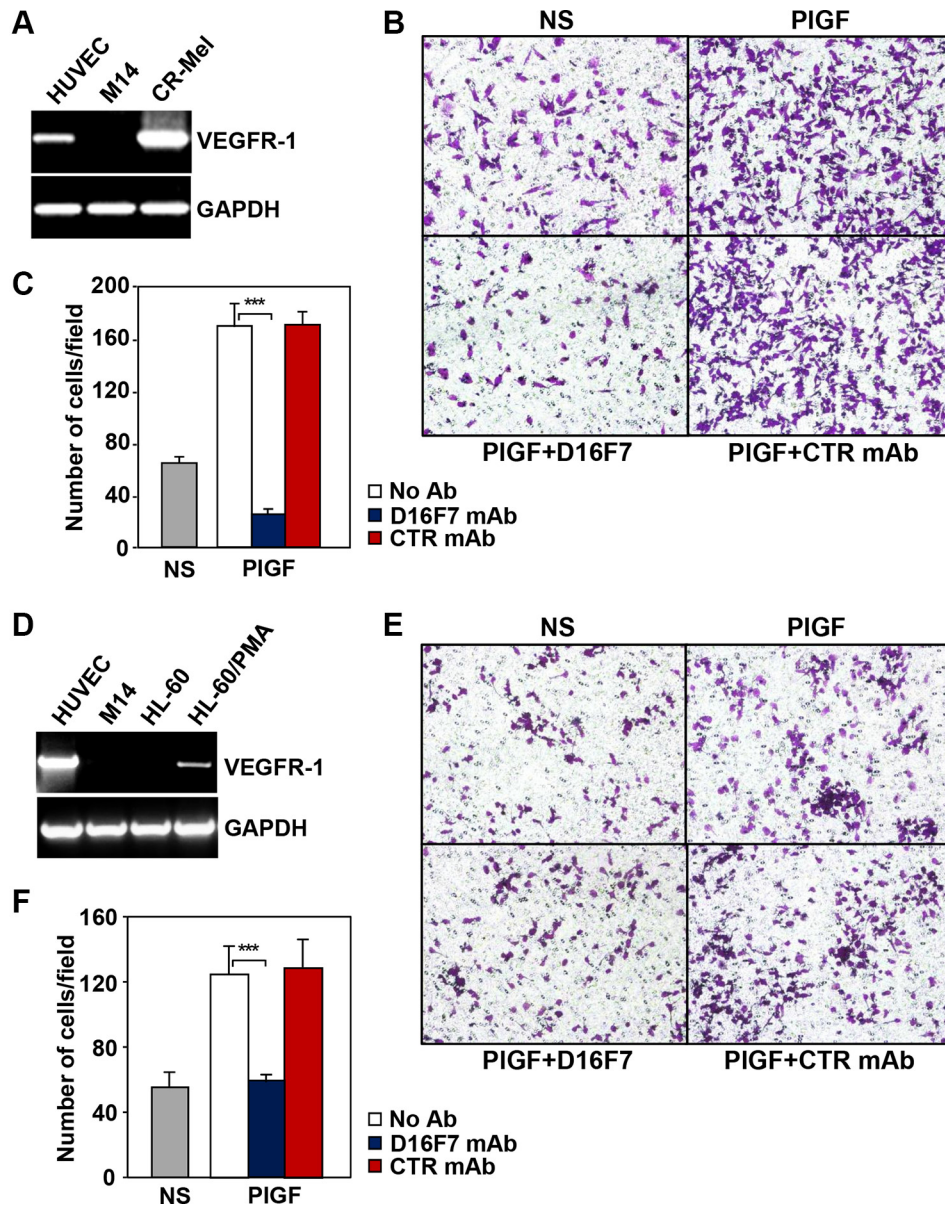 A
HUVEC
M14
CR-Mel
VEGFR-1
GAPDH
B
NS
PlGF
PlGF+D16F7
PlGF+CTR mAb
C
Number of cells/field
200
160
120
80
40
0
***
NS
PlGF
No Ab
D16F7 mAb
CTR mAb
D
HUVEC
M14
HL-60
HL-60/PMA
VEGFR-1
GAPDH
E
NS
PlGF
PlGF+D16F7
PlGF+CTR mAb
F
Number of cells/field
160
120
80
40
0
***
NS
PlGF
No Ab
D16F7 mAb
CTR mAb